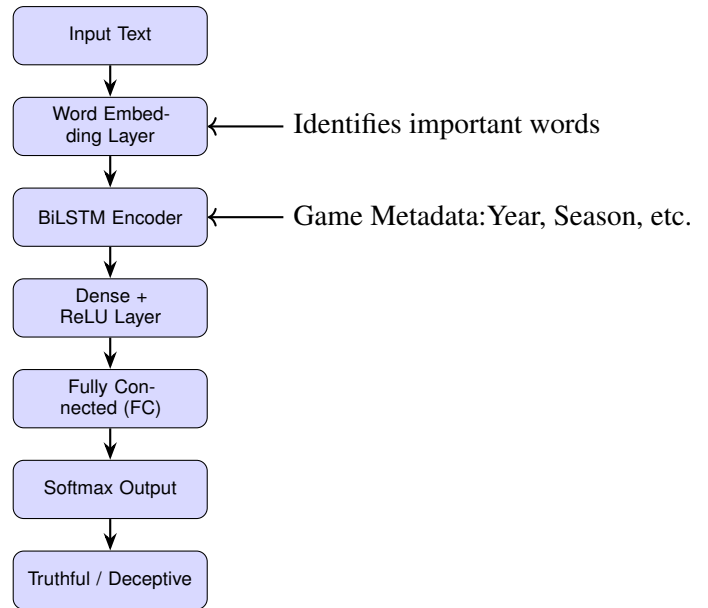 Input Text
Word Embed-
ding Layer
Identifies important words
BiLSTM Encoder
Game Metadata:Year, Season, etc.
Dense +
ReLU Layer
Fully Con-
nected (FC)
Softmax Output
Truthful / Deceptive